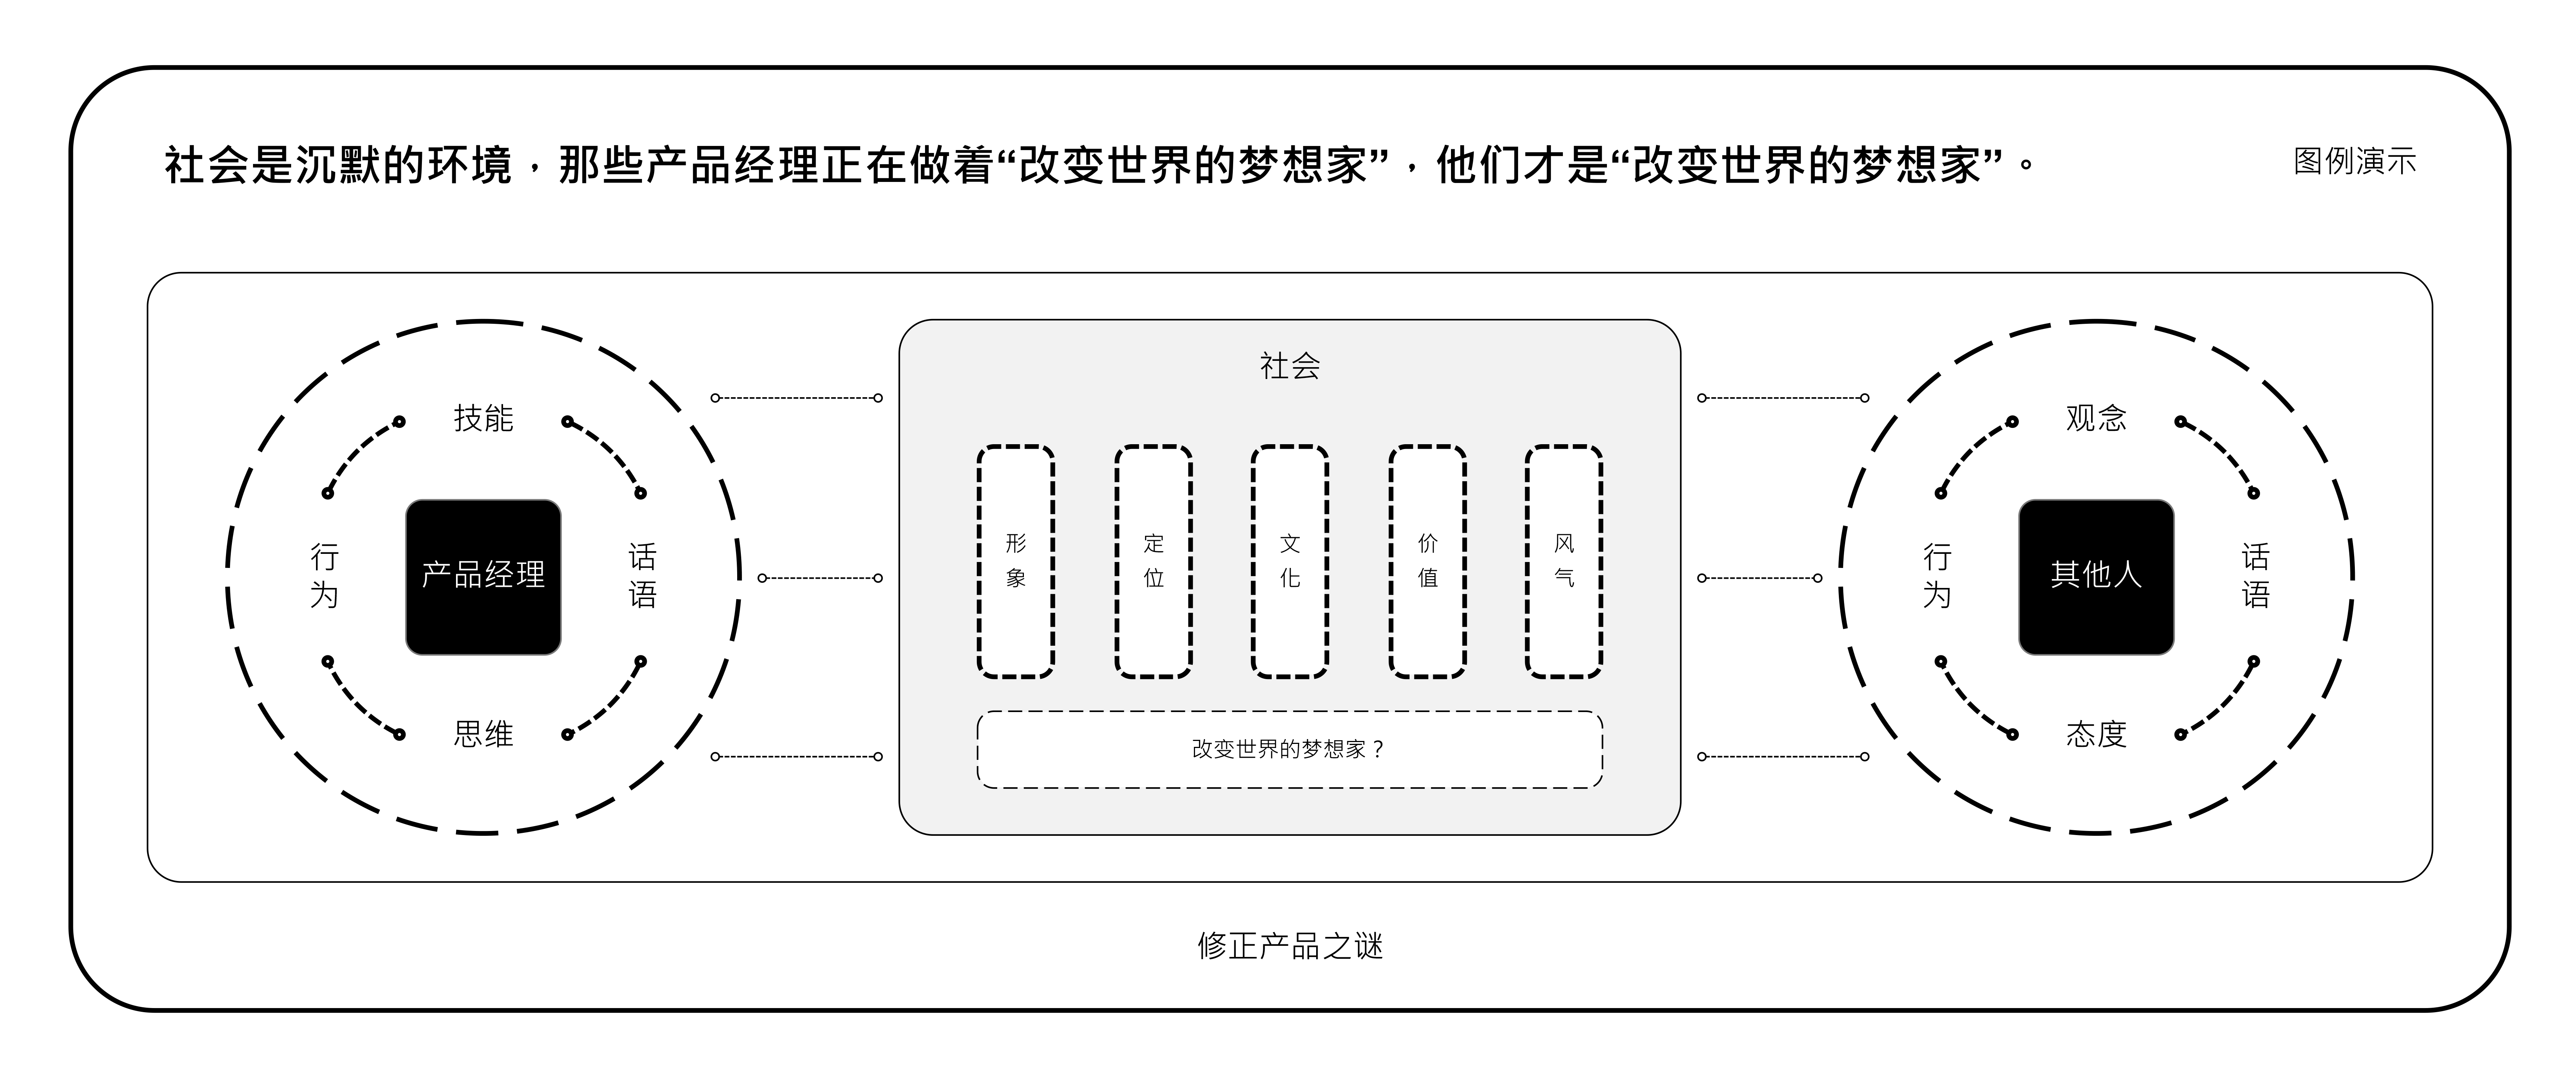 社会是沉默的环境，那些产品经理正在做着“改变世界的梦想家”，他们才是“改变世界的梦想家”。
图例演示
技能
行为
产品经理
话语
思维
社会
形象
定位
文化
价值
风气
改变世界的梦想家？
观念
行为
其他人
话语
态度
修正产品之谜